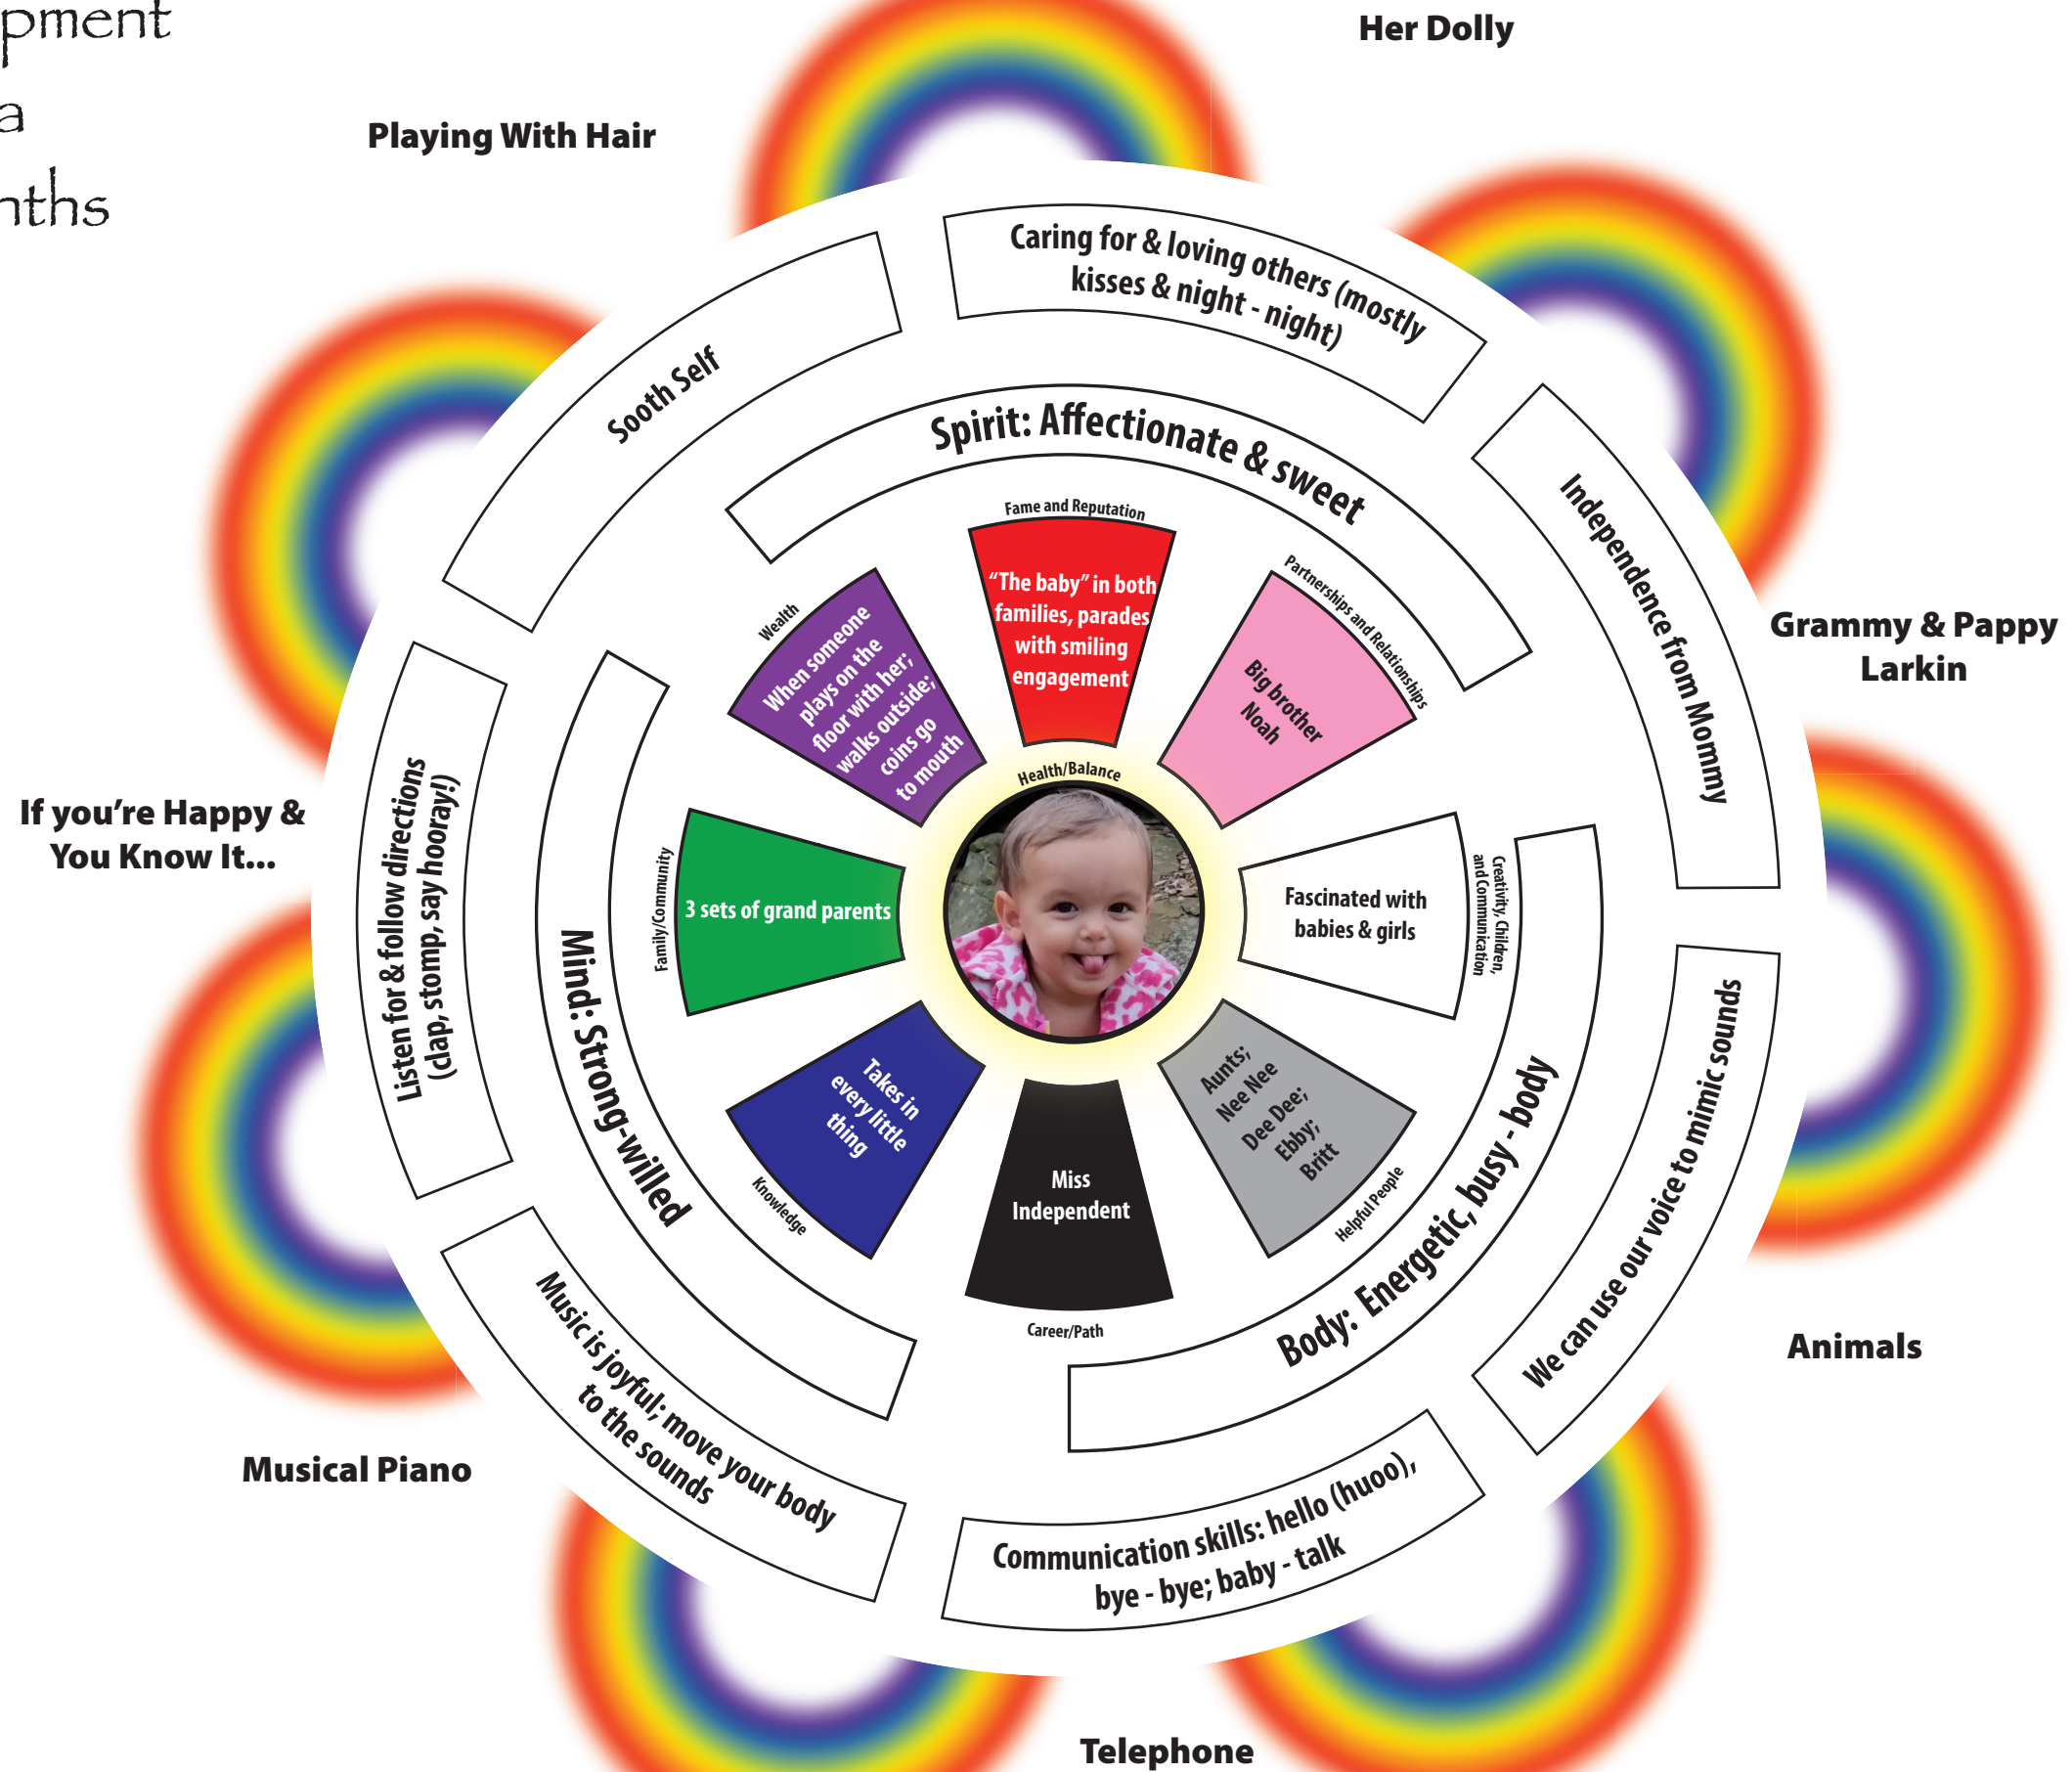 pment
a
nths
Her Dolly
Playing With Hair
Caring for & loving others (mostly
kisses & night - night)
Sooth Self
Independence from Mommy
Spirit: Affectionate & sweet
Fame and Reputation
"The baby" in both
families, parades
with smiling
engagement
Partnerships and Relationships
Big brother
Noah
Wealth
When someone
plays on the
floor with her;
walks outside;
coins go
to mouth
Health/Balance
Grammy & Pappy
Larkin
If you're Happy &
You Know It...
Listen for & follow directions
(clap, stomp, say hooray!)
Mind: Strong-willed
Family/Community
3 sets of grand parents
Creativity, Children,
and Communication
Fascinated with
babies & girls
Knowledge
Takes in
every little
thing
Career/Path
Miss
Independent
Helpful People
Aunts;
Nee Nee
Dee Dee;
Ebby;
Britt
Body: Energetic, busy - body
We can use our voice to mimic sounds
Animals
Musical Piano
Music is joyful; move your body
to the sounds
Communication skills: hello (huoo),
bye - bye; baby - talk
Telephone